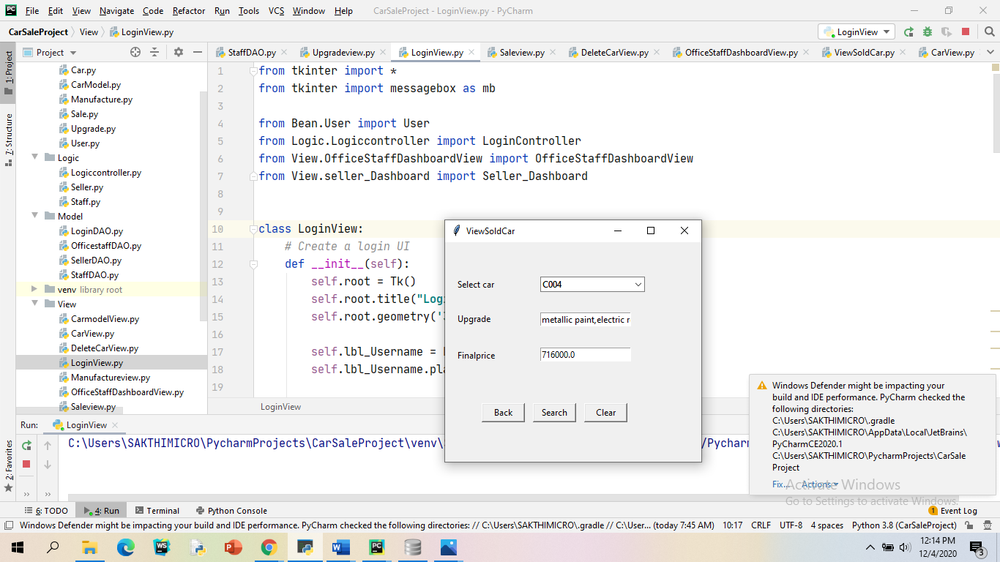 File Edit View Navigate Code Refactor Run Tools VCS Window Help CarSaleProject - LoginView.py - PyCharm
CarSaleProject View LoginView.py LoginView
Project
StaffDAO.py Upgradeview.py LoginView.py Saleview.py DeleteCarView.py OfficeStaffDashboardView.py ViewSoldCar.py CarView.py
1: Project
7: Structure
2: Favorites
Car.py
CarModel.py
Manufacture.py
Sale.py
Upgrade.py
User.py
Logic
Logiccontroller.py
Seller.py
Staff.py
Model
LoginDAO.py
OfficestaffDAO.py
SellerDAO.py
StaffDAO.py
venv library root
View
CarmodelView.py
CarView.py
DeleteCarView.py
LoginView.py
Manufactureview.py
OfficeStaffDashboardView.py
Saleview.py
1 from tkinter import *
2 from tkinter import messagebox as mb
3
4 from Bean.User import User
5 from Logic.Logiccontroller import LoginController
6 from View.OfficeStaffDashboardView import OfficeStaffDashboardView
7 from View.seller_Dashboard import Seller_Dashboard
8
9
10 class LoginView:
11 # Create a login UI
12 def __init__(self):
13 self.root = Tk()
14 self.root.title("Log
15 self.root.geometry('
16
17 self.lbl_Username =
18 self.lbl_Username.pl
19
LoginView
ViewSoldCar
Select car C004
Upgrade metallic paint,electric r
Finalprice 716000.0
Back Search Clear
Run: LoginView
C:\Users\SAKTHIMICRO\PycharmProjects\CarSaleProject\venv\ /Pycharm
Windows Defender might be impacting your
build and IDE performance. PyCharm checked the
following directories:
C:\Users\SAKTHIMICRO\.gradle
C:\Users\SAKTHIMICRO\AppData\Local\JetBrains\
PyCharmCE2020.1
C:\Users\SAKTHIMICRO\PycharmProjects\CarSale
Project
Fix... Actions
Activate Windows
Go to Settings to activate Windows.
6: TODO 4: Run Terminal Python Console 1 Event Log
Windows Defender might be impacting your build and IDE performance. PyCharm checked the following directories: // C:\Users\SAKTHIMICRO\.gradle // C:\User... (today 7:45 AM) 10:17 CRLF UTF-8 4 spaces Python 3.8 (CarSaleProject)
12:14 PM
12/4/2020
3